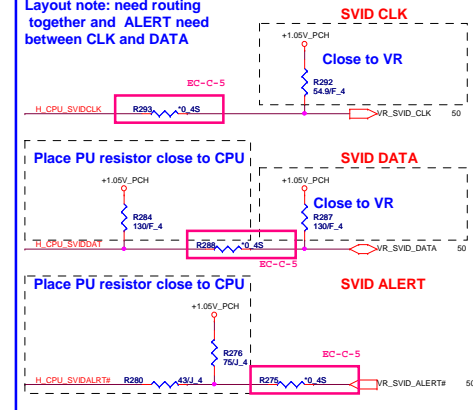 Layout note: need routing
together and ALERT need
between CLK and DATA
SVID CLK
+1.05V_PCH
Close to VR
R292
54.9/F_4
EC-C-5
H_CPU_SVIDCLK
R293
*0_4S
VR_SVID_CLK
50
Place PU resistor close to CPU
SVID DATA
+1.05V_PCH
+1.05V_PCH
Close to VR
R284
130/F_4
R287
130/F_4
H_CPU_SVIDDAT
R288
*0_4S
VR_SVID_DATA
50
EC-C-5
Place PU resistor close to CPU
SVID ALERT
+1.05V_PCH
R276
75/J_4
EC-C-5
H_CPU_SVIDALRT#
R280
43/J_4
R275
*0_4S
VR_SVID_ALERT#
50